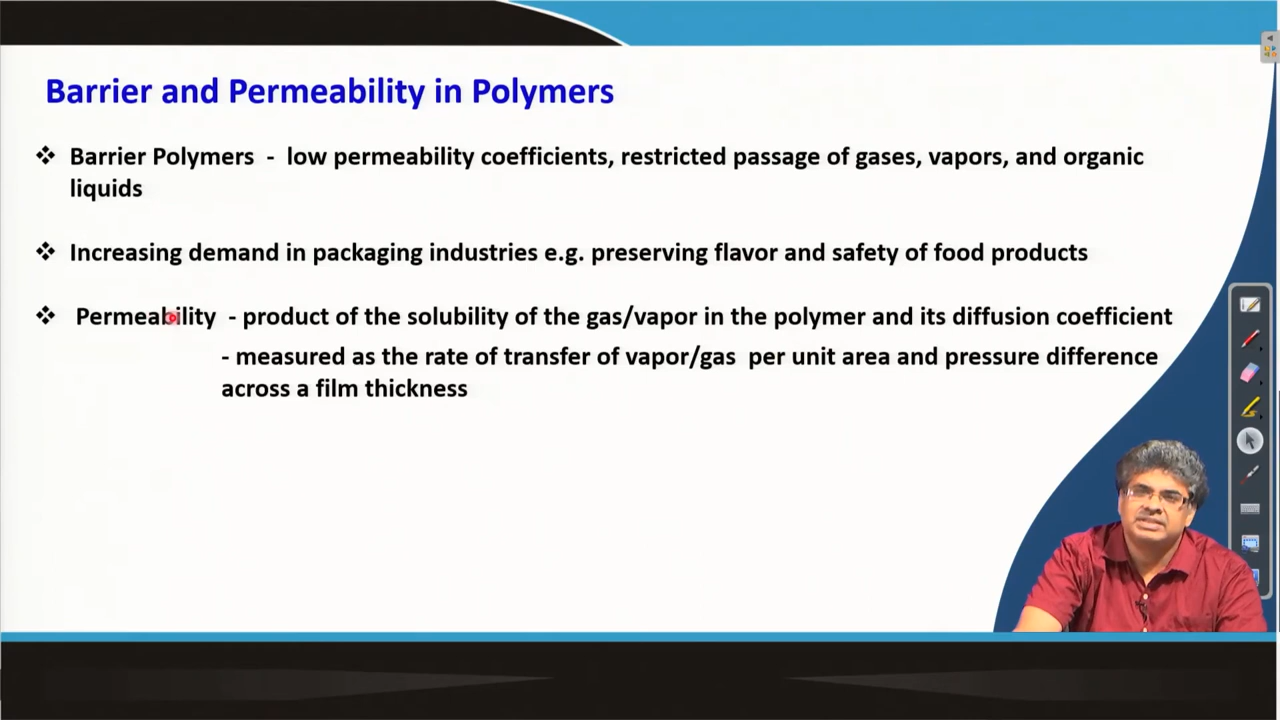 Barrier and Permeability in Polymers
❖ Barrier Polymers - low permeability coefficients, restricted passage of gases, vapors, and organic
liquids
❖ Increasing demand in packaging industries e.g. preserving flavor and safety of food products
❖ Permeability - product of the solubility of the gas/vapor in the polymer and its diffusion coefficient
- measured as the rate of transfer of vapor/gas per unit area and pressure difference
across a film thickness